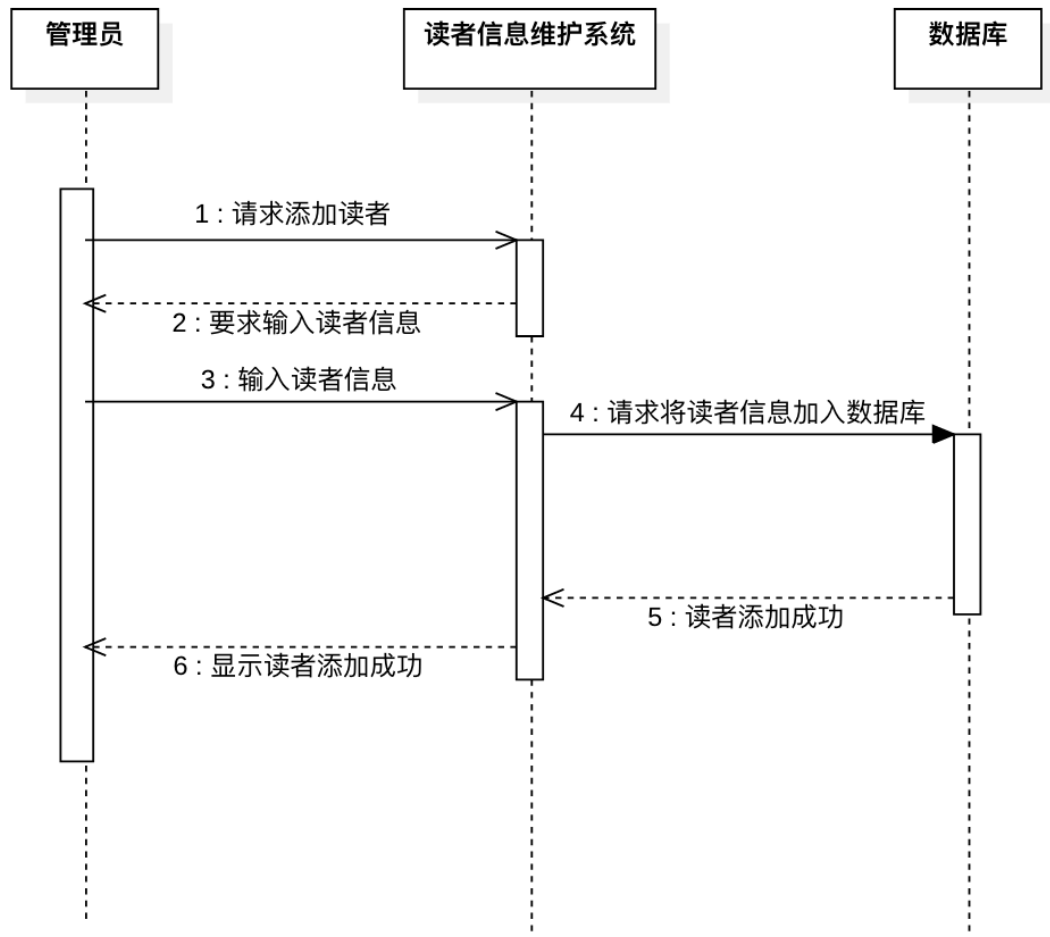 管理员
读者信息维护系统
数据库
1 : 请求添加读者
2 : 要求输入读者信息
3 : 输入读者信息
4 : 请求将读者信息加入数据库
5 : 读者添加成功
6 : 显示读者添加成功